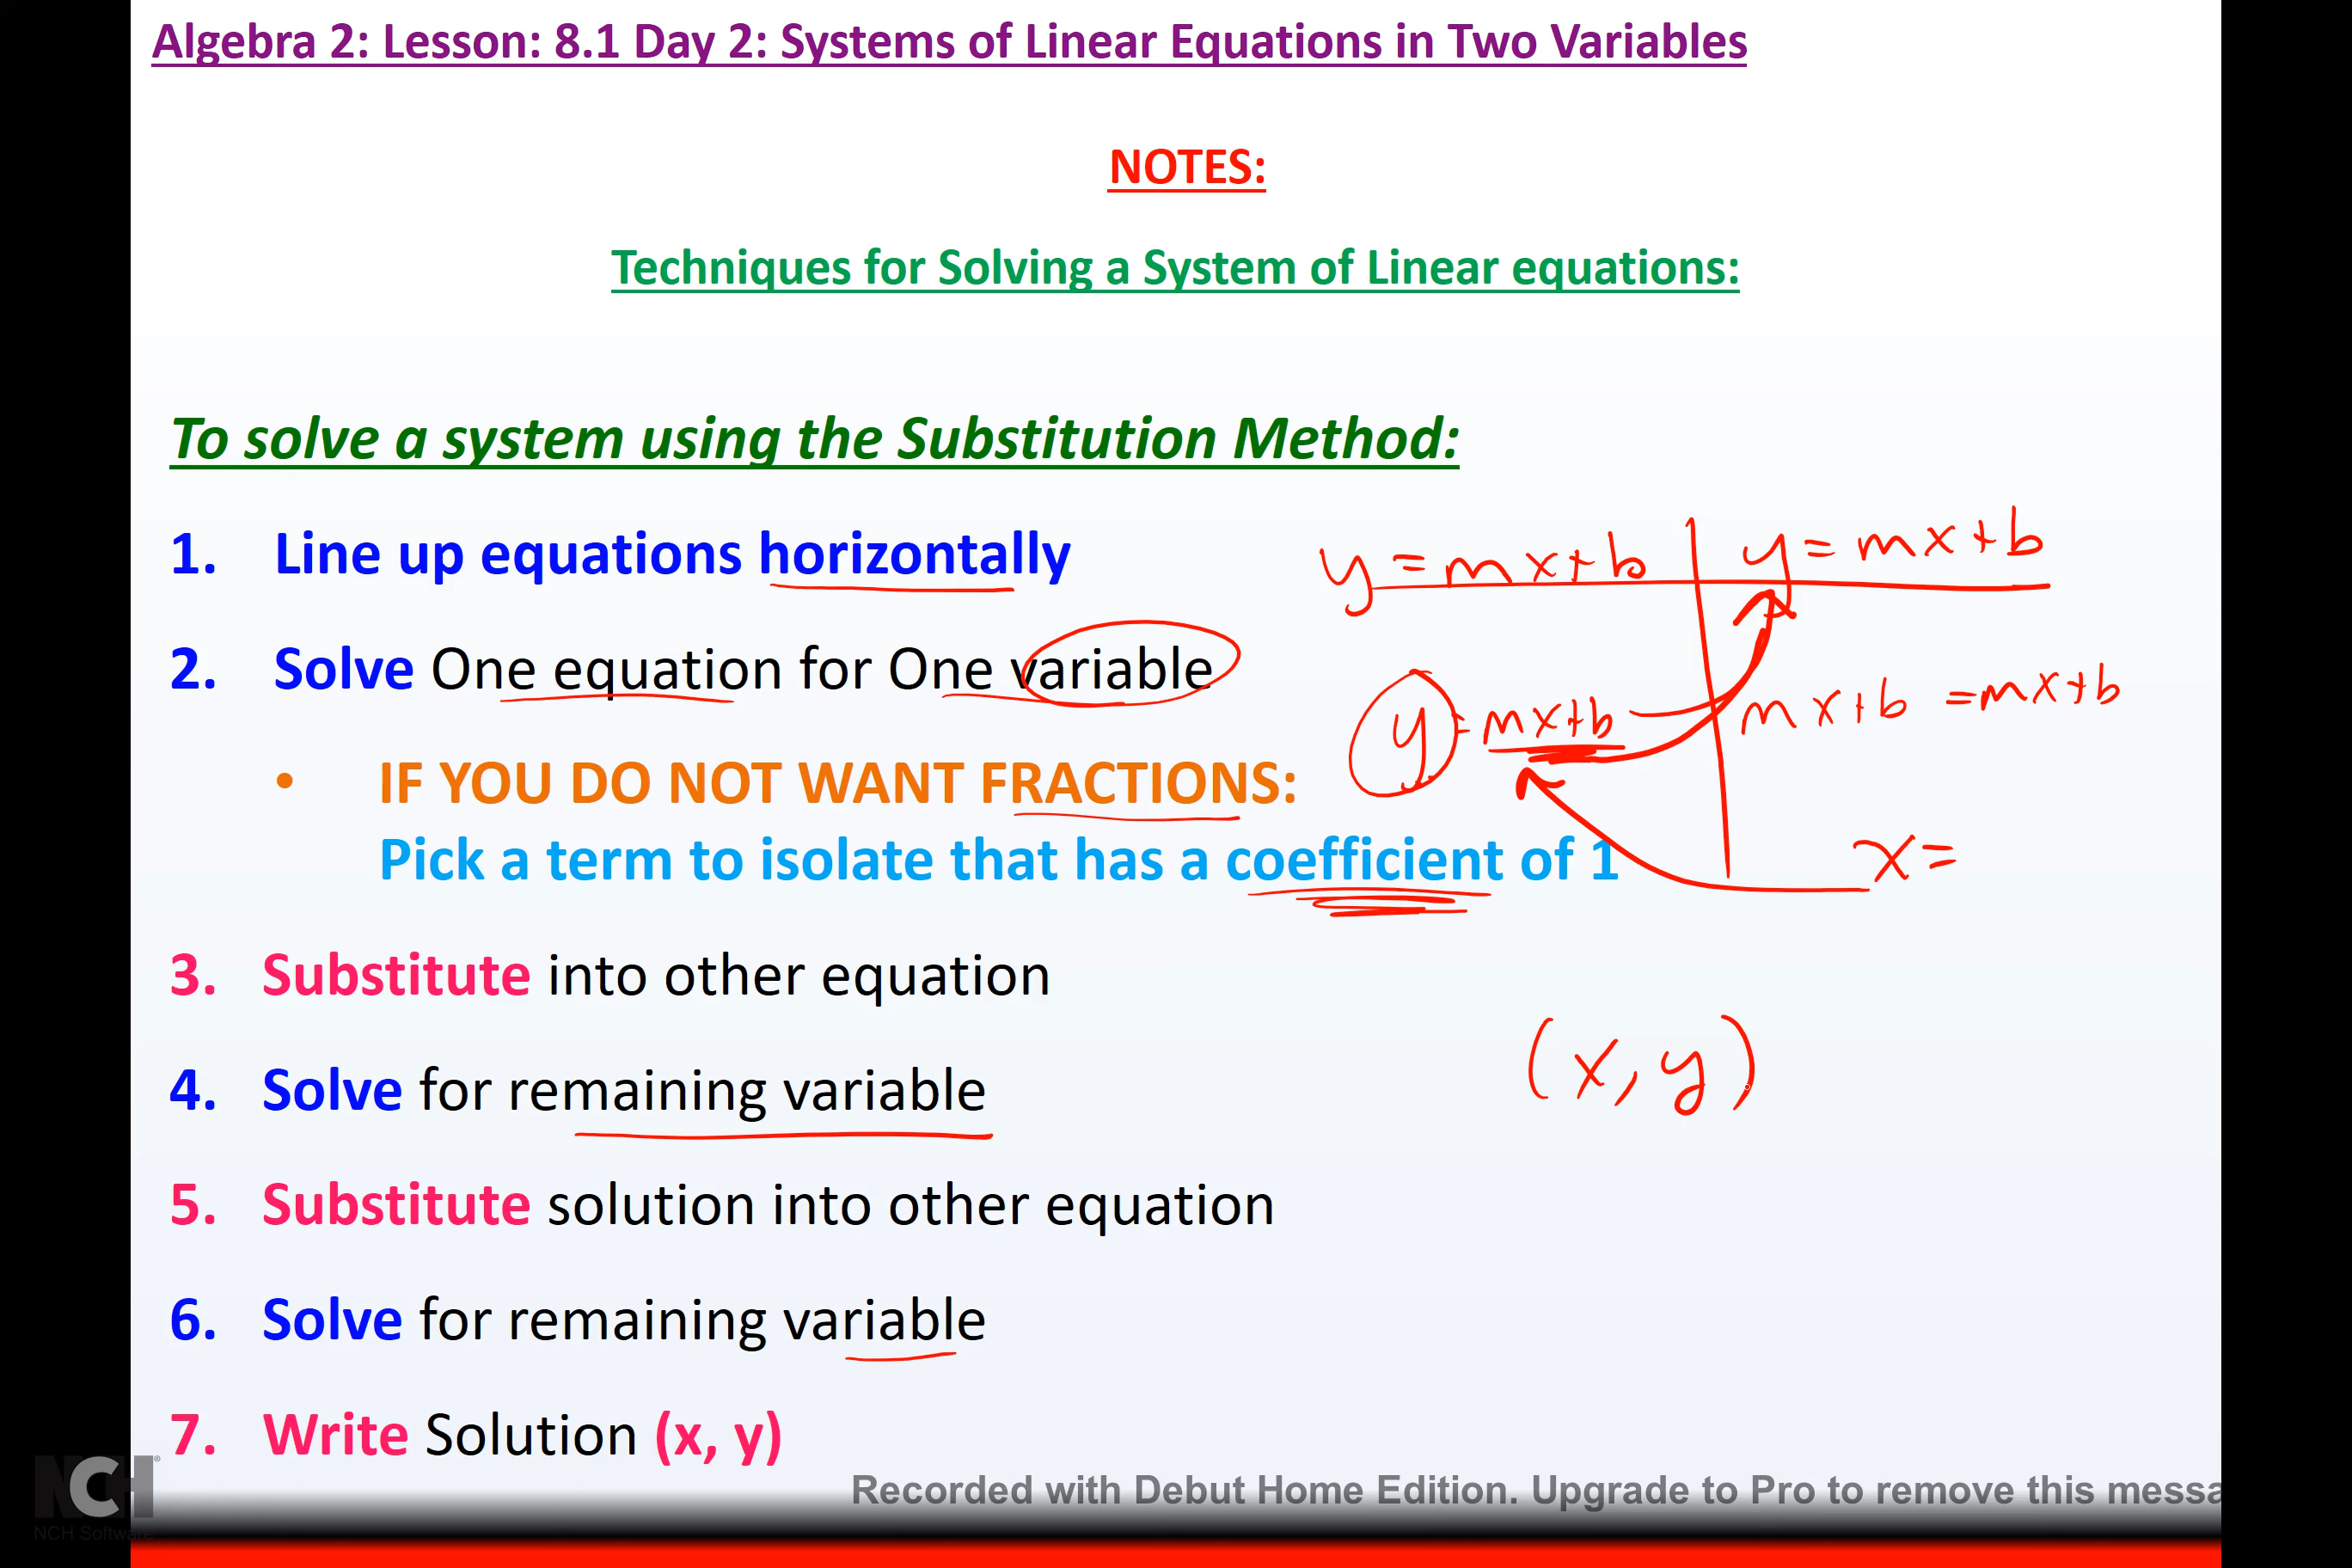 Algebra 2: Lesson: 8.1 Day 2: Systems of Linear Equations in Two Variables
NOTES:
Techniques for Solving a System of Linear equations:
To solve a system using the Substitution Method:
1. Line up equations horizontally
y = mx+b
y = mx+b
2. Solve One equation for One variable
y = mx+b
mx+b = mx+b
• IF YOU DO NOT WANT FRACTIONS:
Pick a term to isolate that has a coefficient of 1
x =
3. Substitute into other equation
(x, y)
4. Solve for remaining variable
5. Substitute solution into other equation
6. Solve for remaining variable
7. Write Solution (x, y)
NCH®
NCH Software
Recorded with Debut Home Edition. Upgrade to Pro to remove this messa